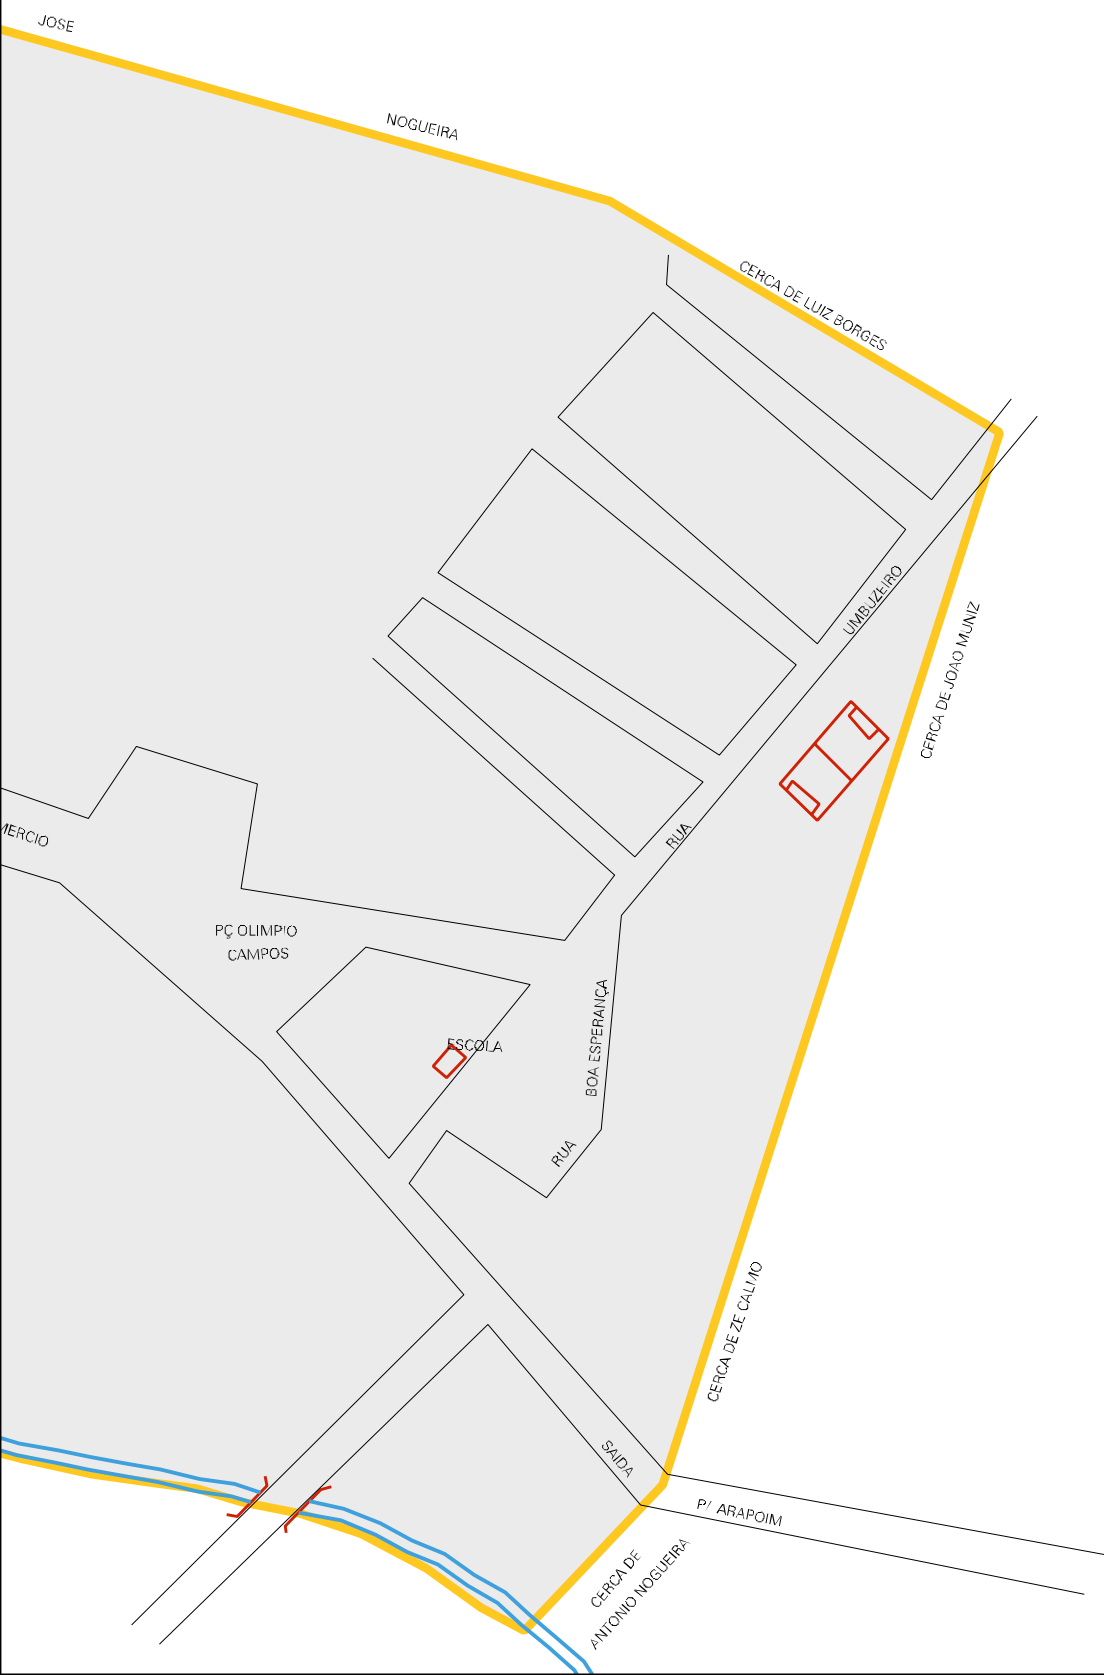 JOSE
NOGUEIRA
CERCA DE LUIZ BORGES
UMBUZEIRO
CERCA DE JOAO MUNIZ
RUA
MERCIO
PÇ OLIMPIO
CAMPOS
BOA ESPERANÇA
ESCOLA
RUA
CERCA DE ZE CALMO
SAIDA
P/ ARAPOIM
CERCA DE
ANTONIO NOGUEIRA